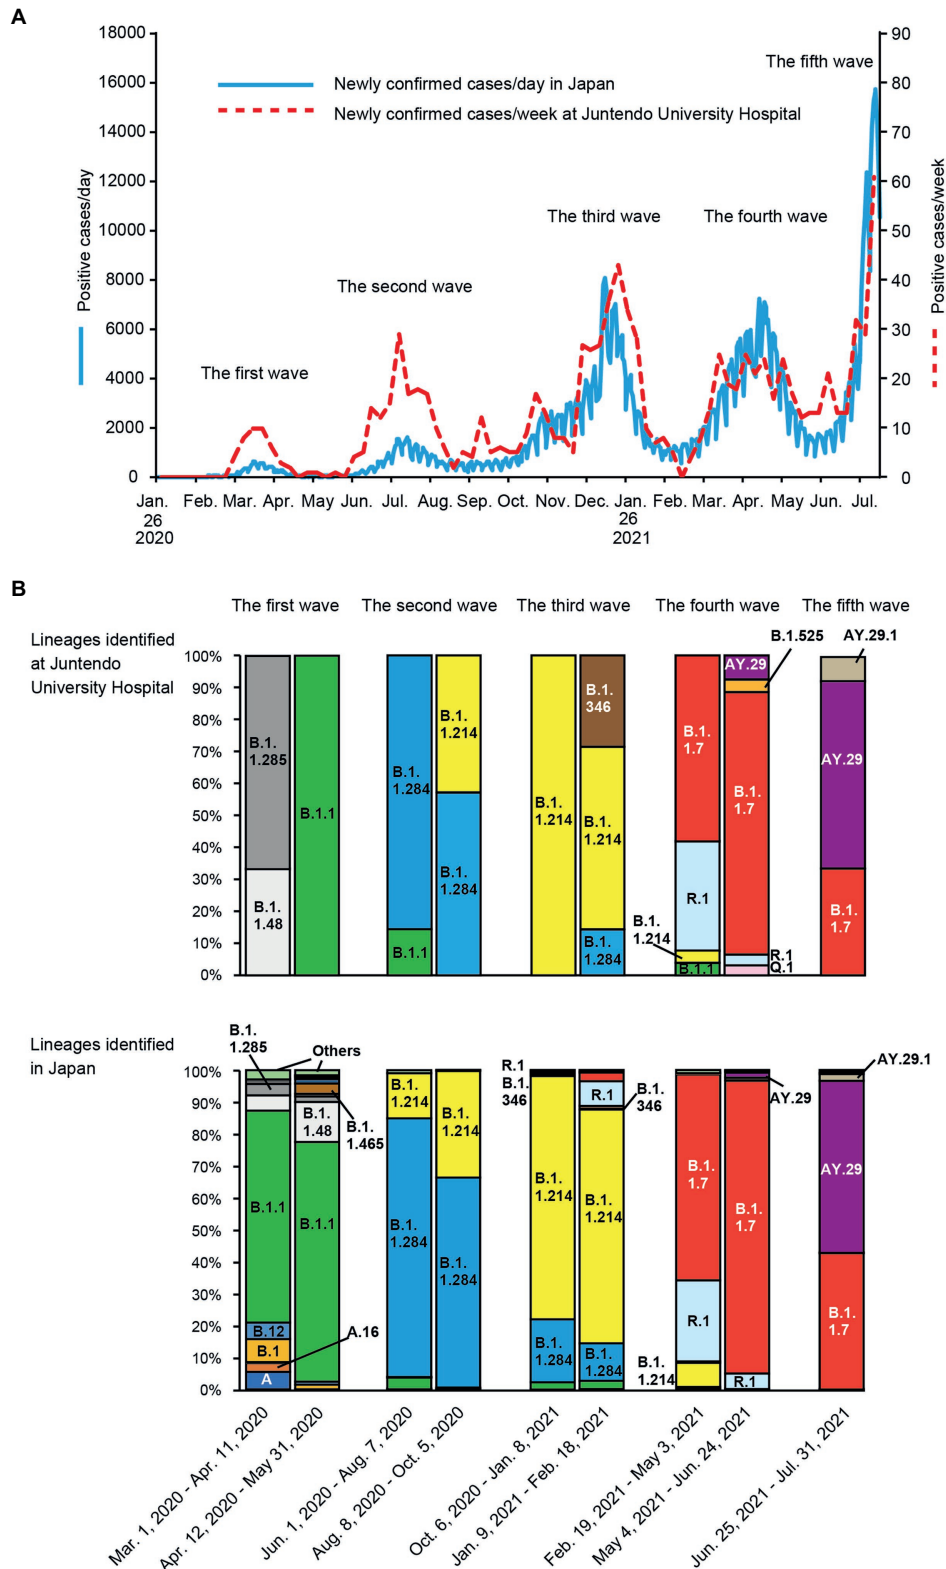 A
18000
16000
14000
12000
10000
8000
6000
4000
2000
0
Positive cases/day
90
80
70
60
50
40
30
20
10
0
Positive cases/week
Newly confirmed cases/day in Japan
Newly confirmed cases/week at Juntendo University Hospital
The first wave
The second wave
The third wave
The fourth wave
The fifth wave
Jan. Feb. Mar. Apr. May Jun. Jul. Aug. Sep. Oct. Nov. Dec. Jan. Feb. Mar. Apr. May Jun. Jul.
26 26
2020 2021
B
The first wave The second wave The third wave The fourth wave The fifth wave
Lineages identified
at Juntendo
University Hospital
100%
90%
80%
70%
60%
50%
40%
30%
20%
10%
0%
B.1.
1.285
B.1.
1.48
B.1.1
B.1.
1.284
B.1.1
B.1.
1.214
B.1.
1.284
B.1.
1.214
B.1.
346
B.1.
1.214
B.1.
1.284
B.1.
1.7
R.1
B.1.
1.214
B.1.1
B.1.525
AY.29
B.1.
1.7
R.1
Q.1
AY.29.1
AY.29
B.1.
1.7
Lineages identified
in Japan
100%
90%
80%
70%
60%
50%
40%
30%
20%
10%
0%
B.1.
1.285
Others
B.1.1
B.12
B.1
A
A.16
B.1.
1.48
B.1.
1.465
B.1.1
B.1.
1.214
B.1.
1.284
B.1.
1.214
B.1.
1.284
R.1
B.1.
346
B.1.
1.214
B.1.
1.284
R.1
B.1.
346
B.1.
1.214
B.1.
1.284
B.1.
1.7
R.1
B.1.
1.214
AY.29
B.1.
1.7
R.1
AY.29.1
AY.29
B.1.
1.7
Mar. 1, 2020 - Apr. 11, 2020
Apr. 12, 2020 - May 31, 2020
Jun. 1, 2020 - Aug. 7, 2020
Aug. 8, 2020 - Oct. 5, 2020
Oct. 6, 2020 - Jan. 8, 2021
Jan. 9, 2021 - Feb. 18, 2021
Feb. 19, 2021 - May 3, 2021
May 4, 2021 - Jun. 24, 2021
Jun. 25, 2021 - Jul. 31, 2021